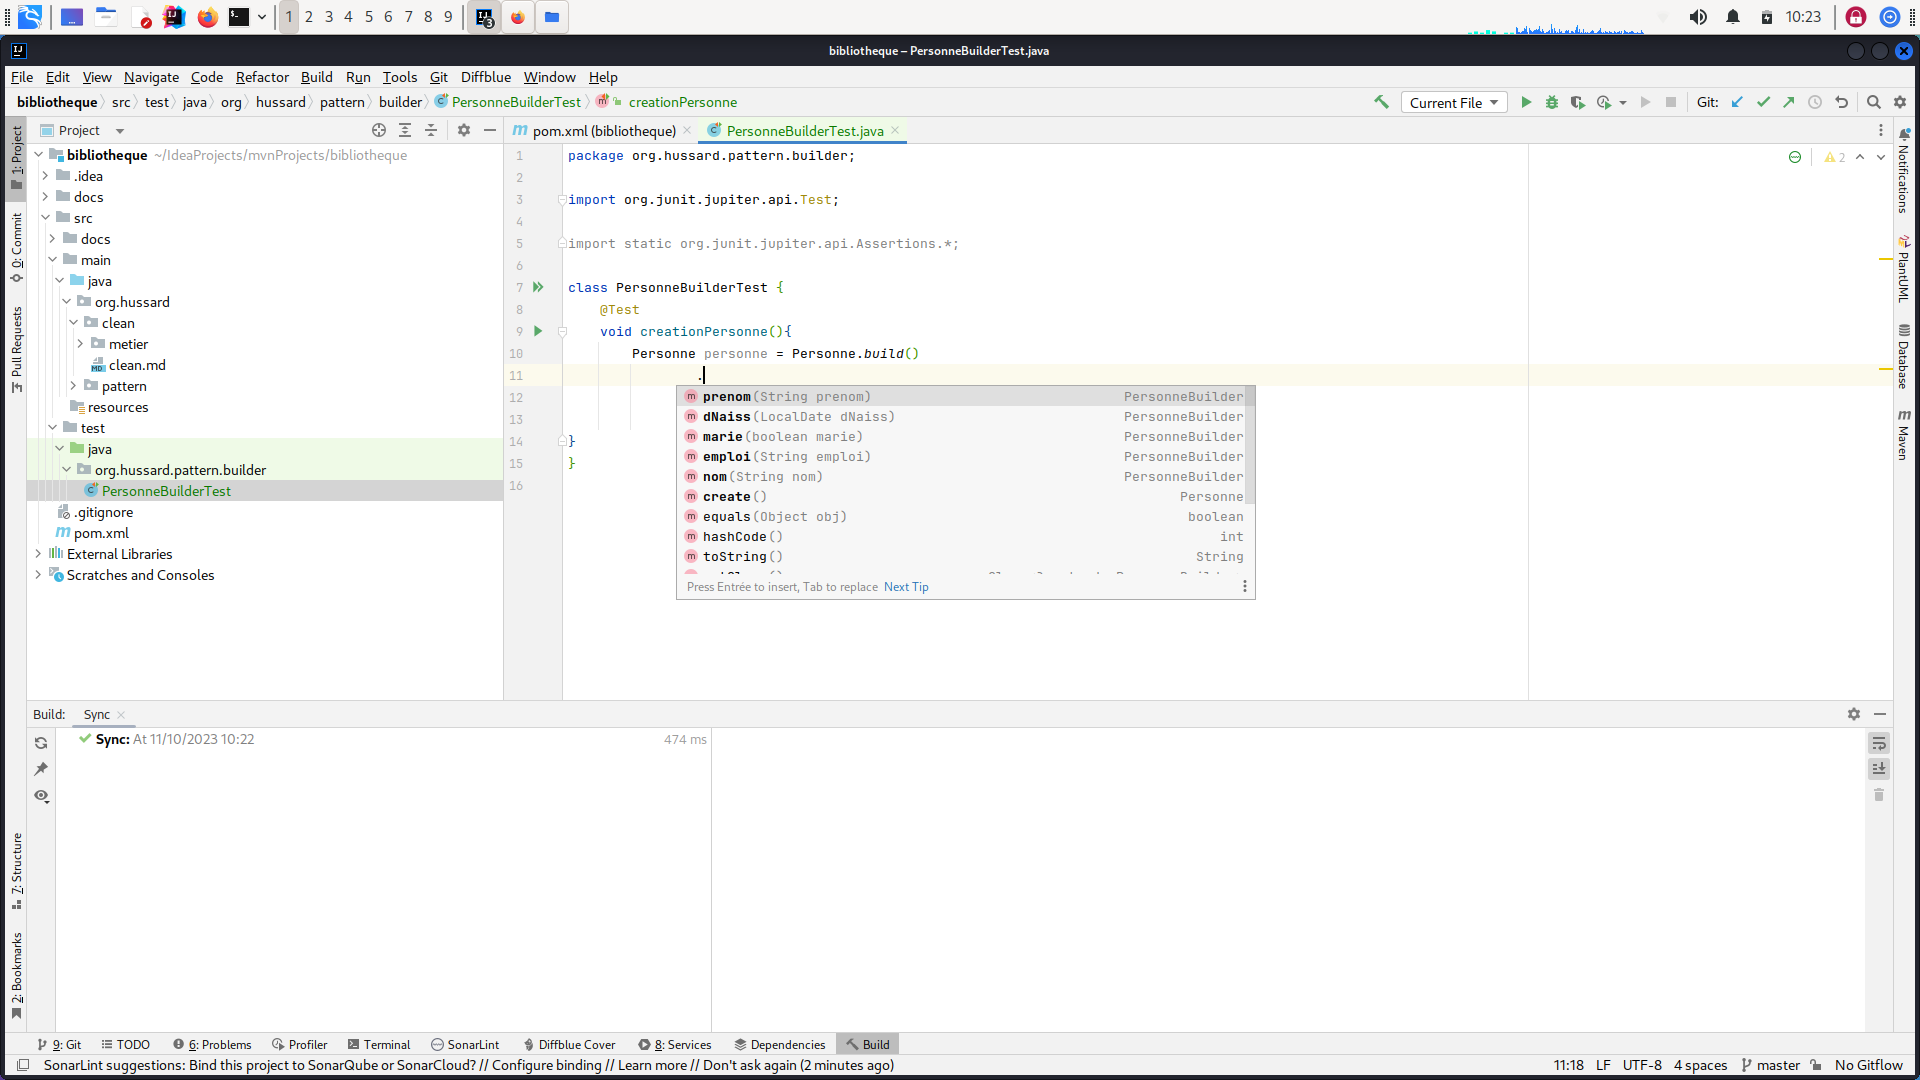 1 2 3 4 5 6 7 8 9
3
10:23
bibliotheque – PersonneBuilderTest.java
File Edit View Navigate Code Refactor Build Run Tools Git Diffblue Window Help
bibliotheque src test java org hussard pattern builder PersonneBuilderTest creationPersonne
Current File
Git:
1: Project
0: Commit
Pull Requests
7: Structure
2: Bookmarks
Project
bibliotheque ~/IdeaProjects/mvnProjects/bibliotheque
.idea
docs
src
docs
main
java
org.hussard
clean
metier
clean.md
pattern
resources
test
java
org.hussard.pattern.builder
PersonneBuilderTest
.gitignore
pom.xml
External Libraries
Scratches and Consoles
pom.xml (bibliotheque) PersonneBuilderTest.java
1 package org.hussard.pattern.builder;
2
3 import org.junit.jupiter.api.Test;
4
5 import static org.junit.jupiter.api.Assertions.*;
6
7 class PersonneBuilderTest {
8 @Test
9 void creationPersonne(){
10 Personne personne = Personne.build()
11 .
12
13
14 }
15 }
16
2
prenom(String prenom) PersonneBuilder
dNaiss(LocalDate dNaiss) PersonneBuilder
marie(boolean marie) PersonneBuilder
emploi(String emploi) PersonneBuilder
nom(String nom) PersonneBuilder
create() Personne
equals(Object obj) boolean
hashCode() int
toString() String
Press Entrée to insert, Tab to replace Next Tip
Notifications
PlantUML
Database
Maven
Build: Sync
Sync: At 11/10/2023 10:22 474 ms
9: Git TODO 6: Problems Profiler Terminal SonarLint Diffblue Cover 8: Services Dependencies Build
SonarLint suggestions: Bind this project to SonarQube or SonarCloud? // Configure binding // Learn more // Don't ask again (2 minutes ago)
11:18 LF UTF-8 4 spaces master No Gitflow